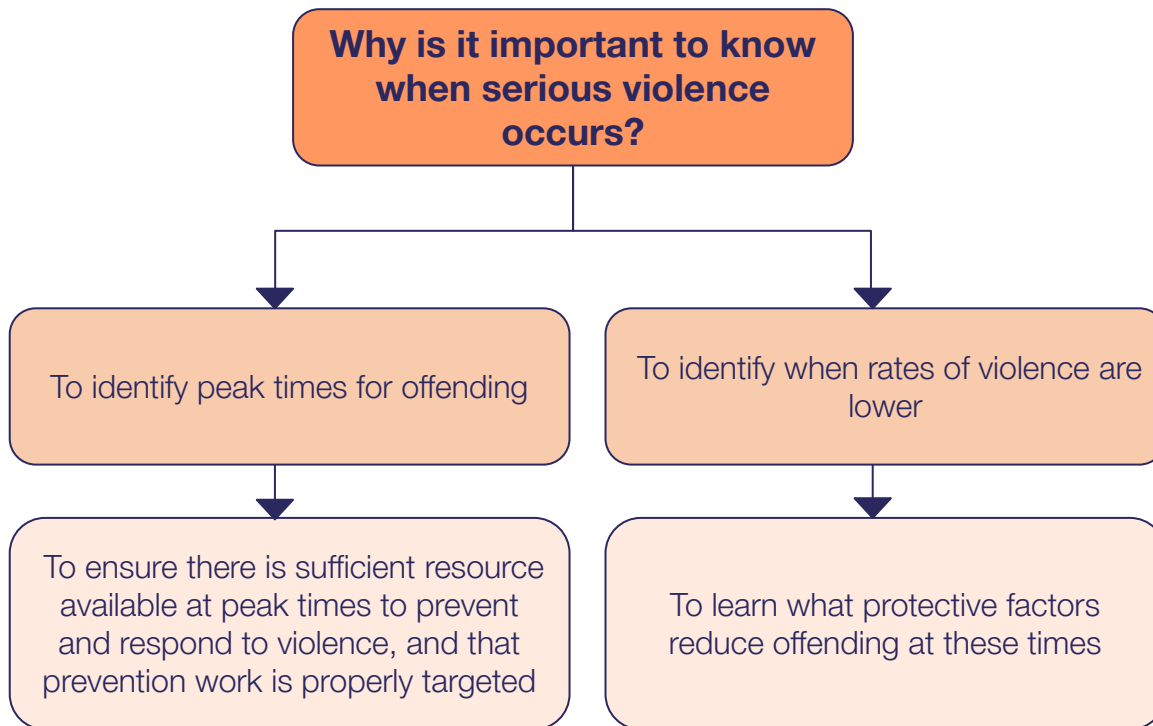 Why is it important to know
when serious violence
occurs?
To identify peak times for offending
To identify when rates of violence are
lower
To ensure there is sufficient resource
available at peak times to prevent
and respond to violence, and that
prevention work is properly targeted
To learn what protective factors
reduce offending at these times